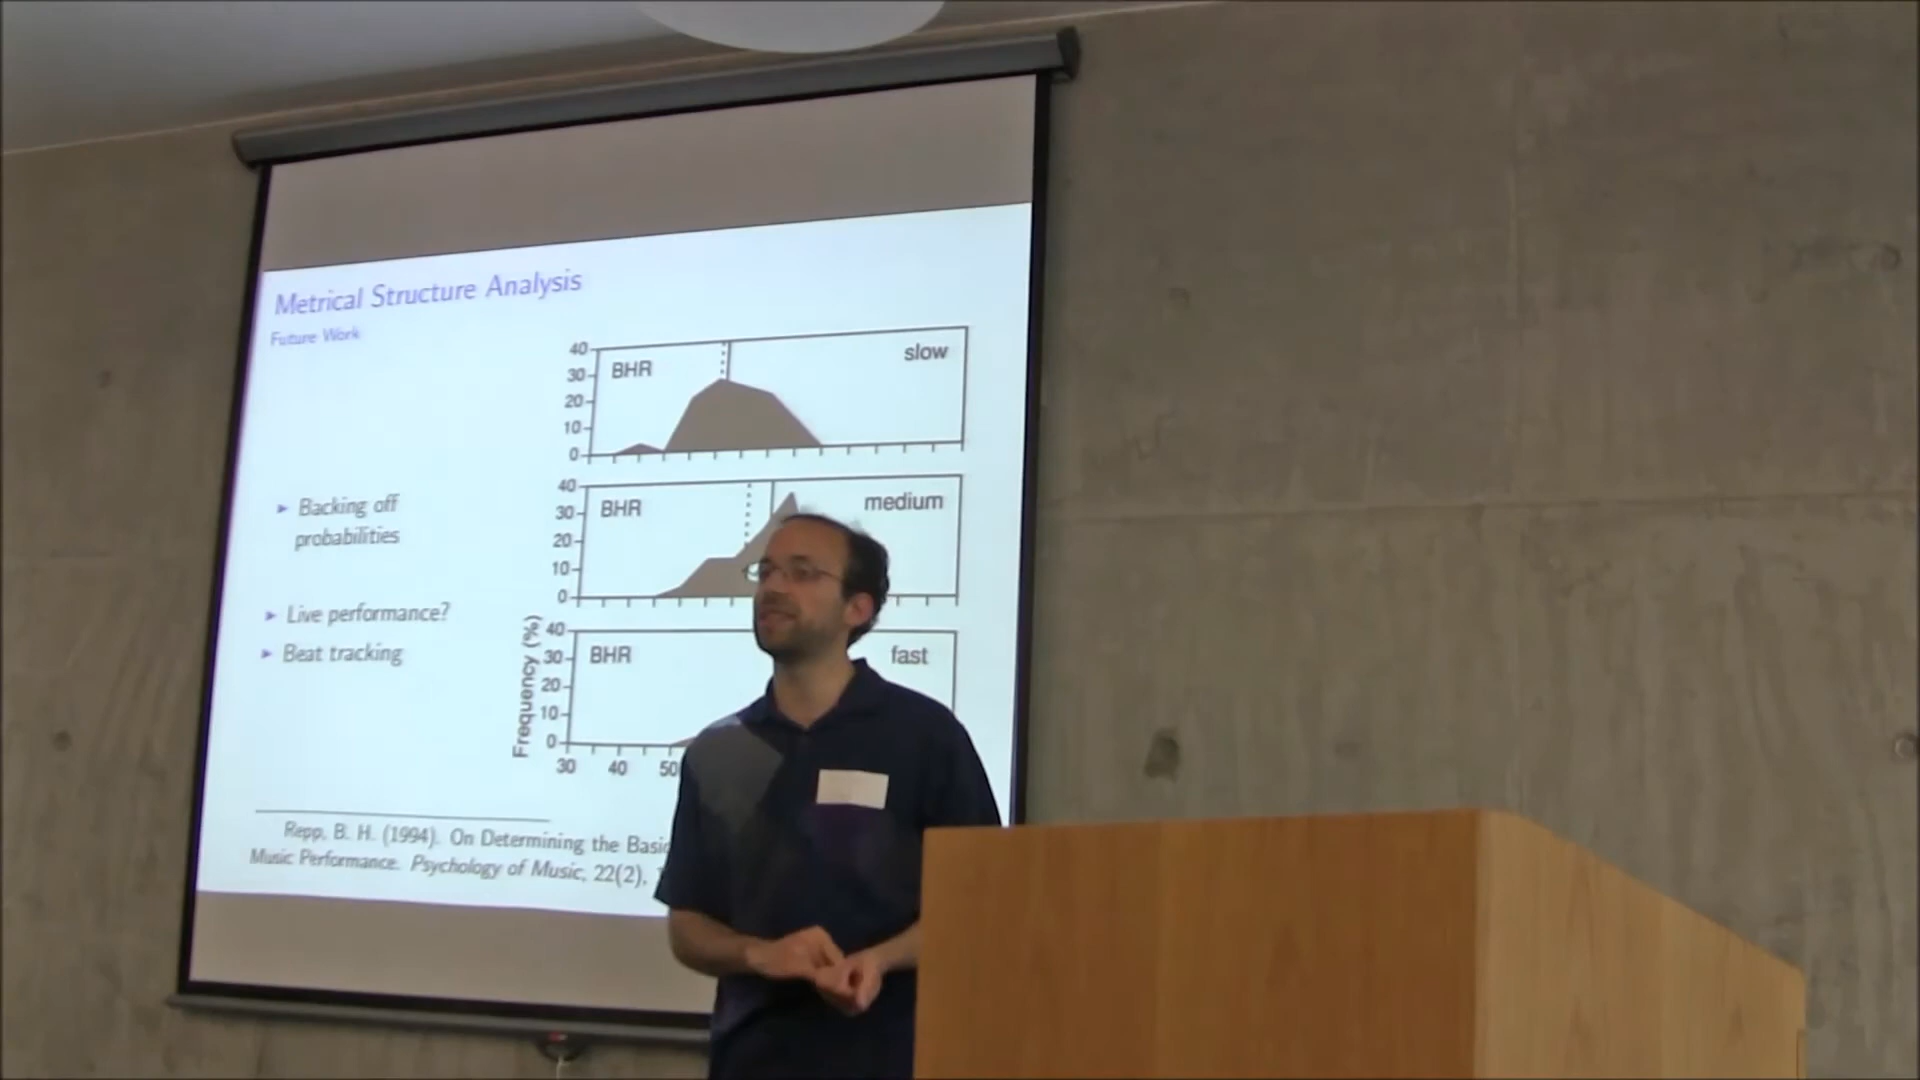 Metrical Structure Analysis
Future Work
▸ Backing off
probabilities
▸ Live performance?
▸ Beat tracking
40
30
20
10
0
BHR
slow
40
30
20
10
0
BHR
medium
Frequency (%)
40
30
20
10
0
BHR
fast
30 40 50
Repp, B. H. (1994). On Determining the Basic
Music Performance. Psychology of Music, 22(2),